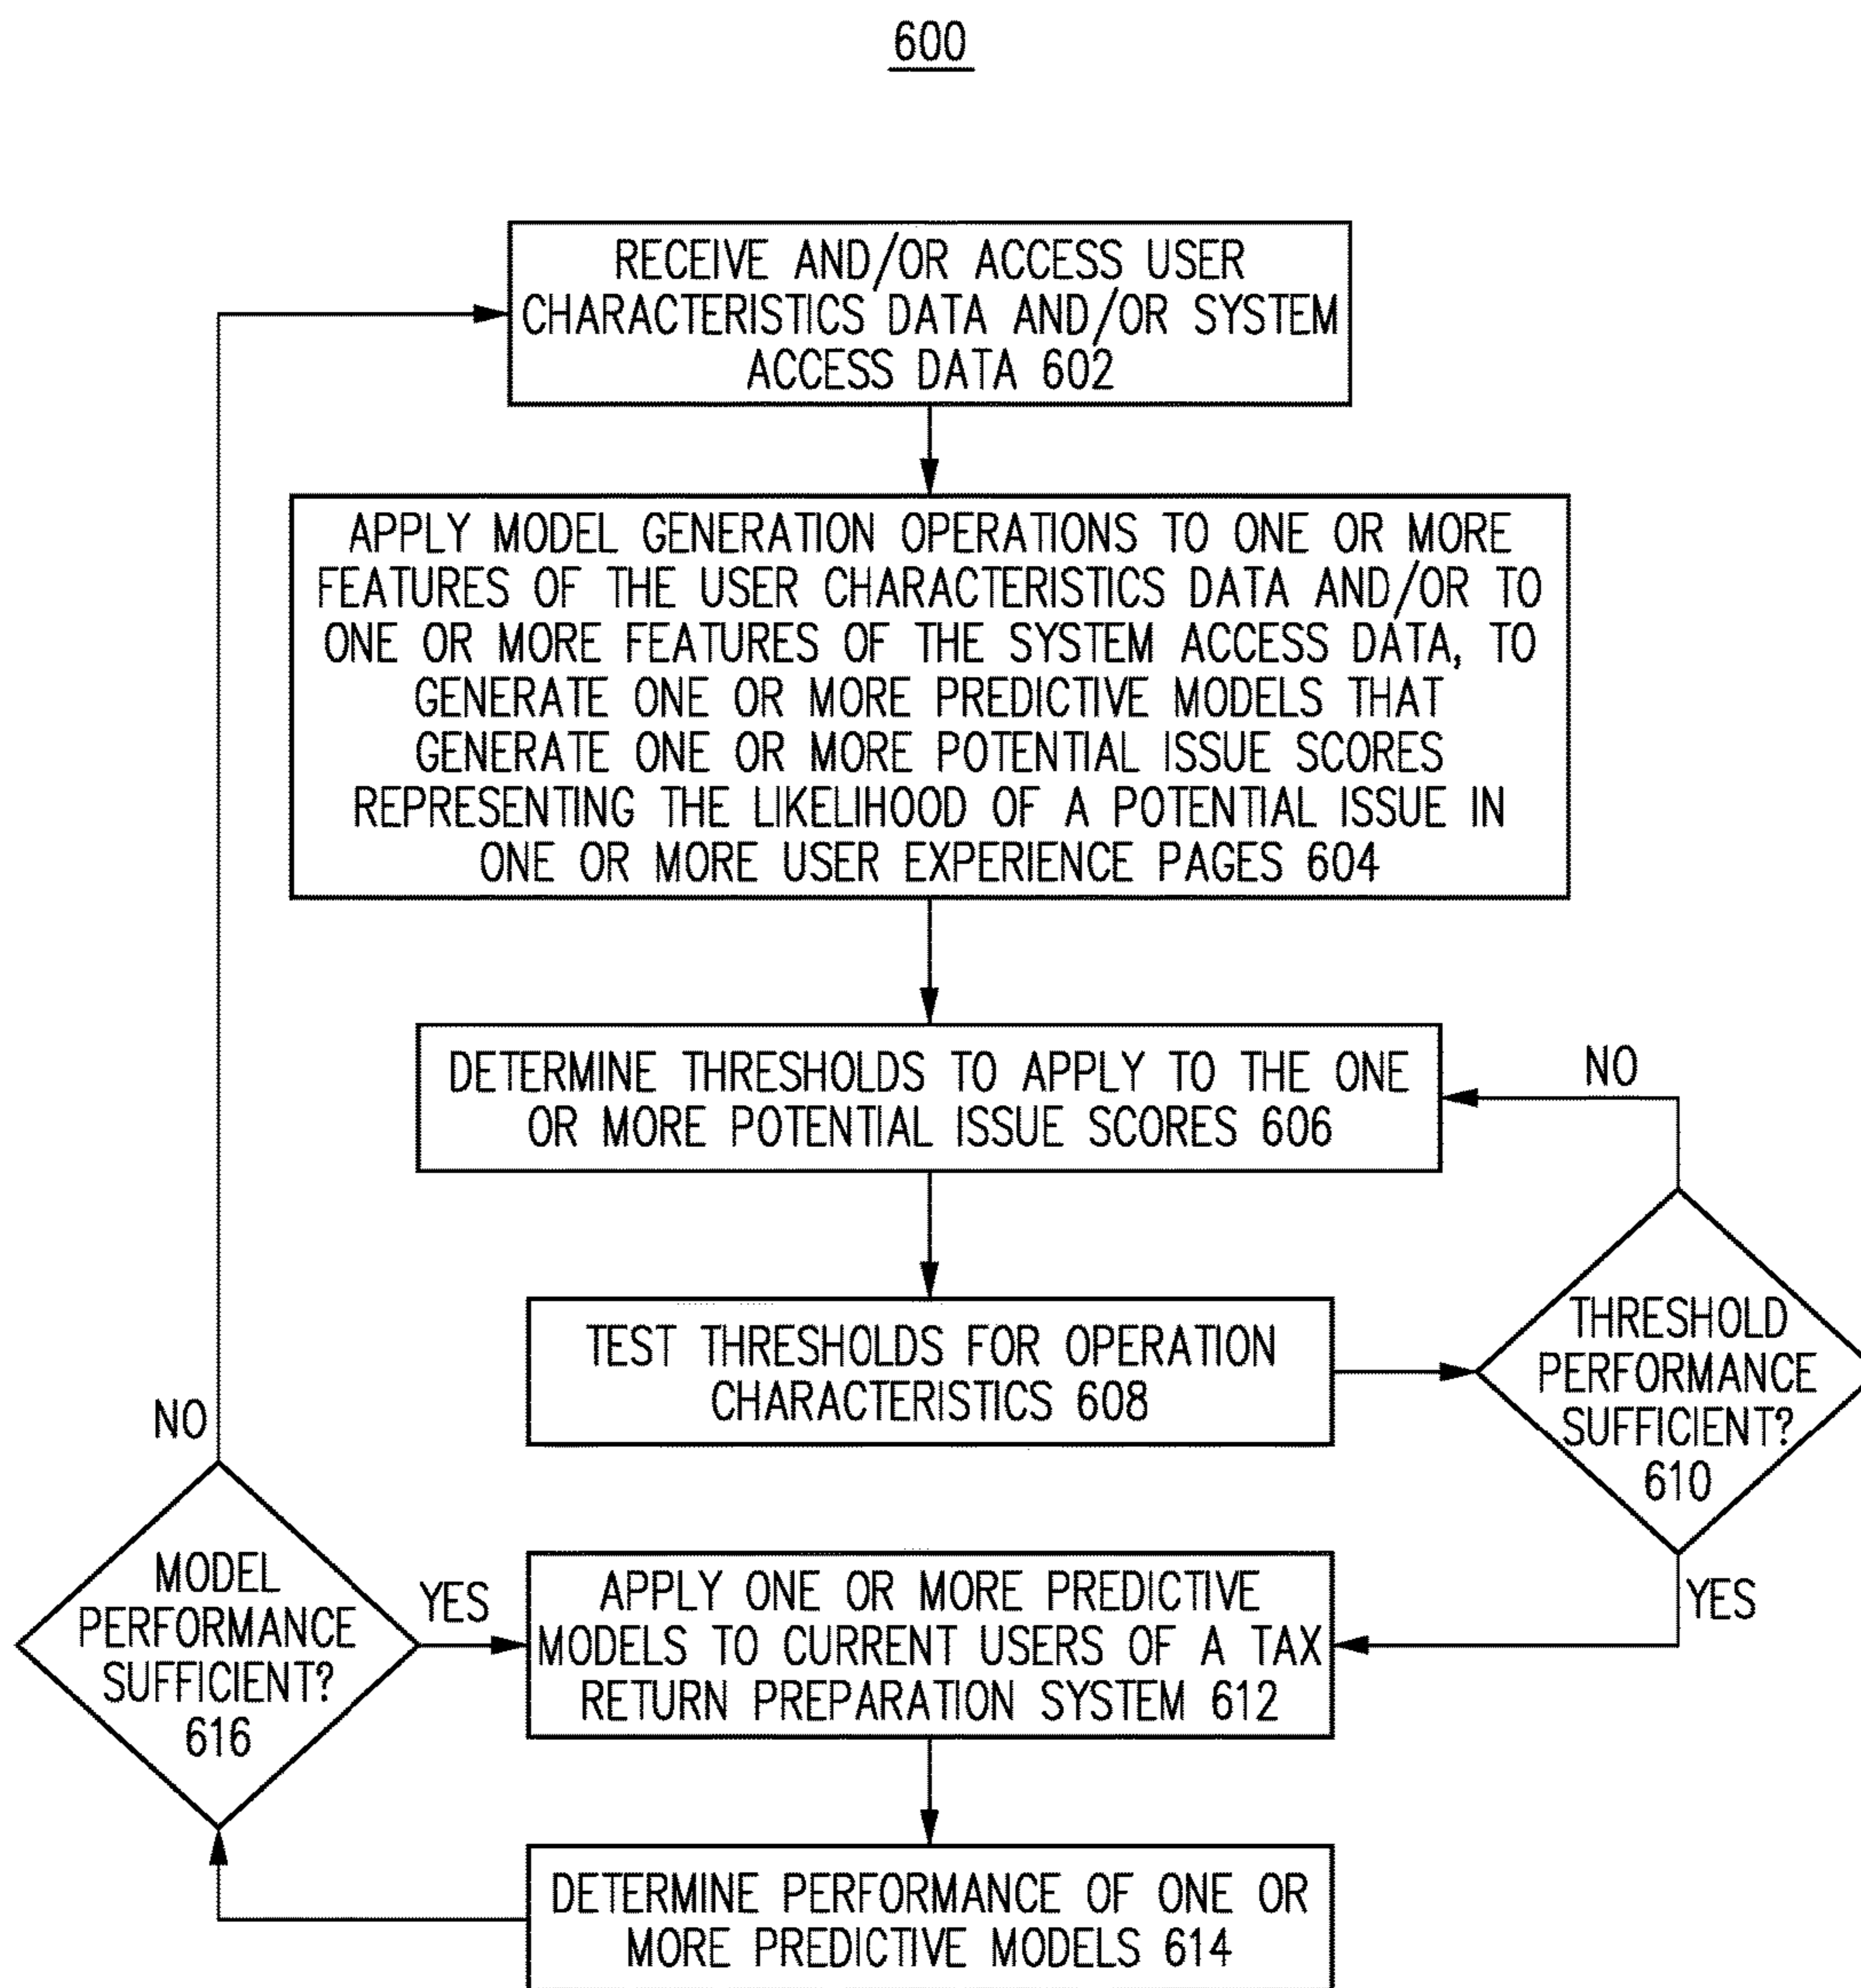 600
RECEIVE AND/OR ACCESS USER
CHARACTERISTICS DATA AND/OR SYSTEM
ACCESS DATA 602
APPLY MODEL GENERATION OPERATIONS TO ONE OR MORE
FEATURES OF THE USER CHARACTERISTICS DATA AND/OR TO
ONE OR MORE FEATURES OF THE SYSTEM ACCESS DATA, TO
GENERATE ONE OR MORE PREDICTIVE MODELS THAT
GENERATE ONE OR MORE POTENTIAL ISSUE SCORES
REPRESENTING THE LIKELIHOOD OF A POTENTIAL ISSUE IN
ONE OR MORE USER EXPERIENCE PAGES 604
DETERMINE THRESHOLDS TO APPLY TO THE ONE
OR MORE POTENTIAL ISSUE SCORES 606
NO
TEST THRESHOLDS FOR OPERATION
CHARACTERISTICS 608
THRESHOLD
PERFORMANCE
SUFFICIENT?
610
NO
YES
MODEL
PERFORMANCE
SUFFICIENT?
616
YES
APPLY ONE OR MORE PREDICTIVE
MODELS TO CURRENT USERS OF A TAX
RETURN PREPARATION SYSTEM 612
DETERMINE PERFORMANCE OF ONE OR
MORE PREDICTIVE MODELS 614